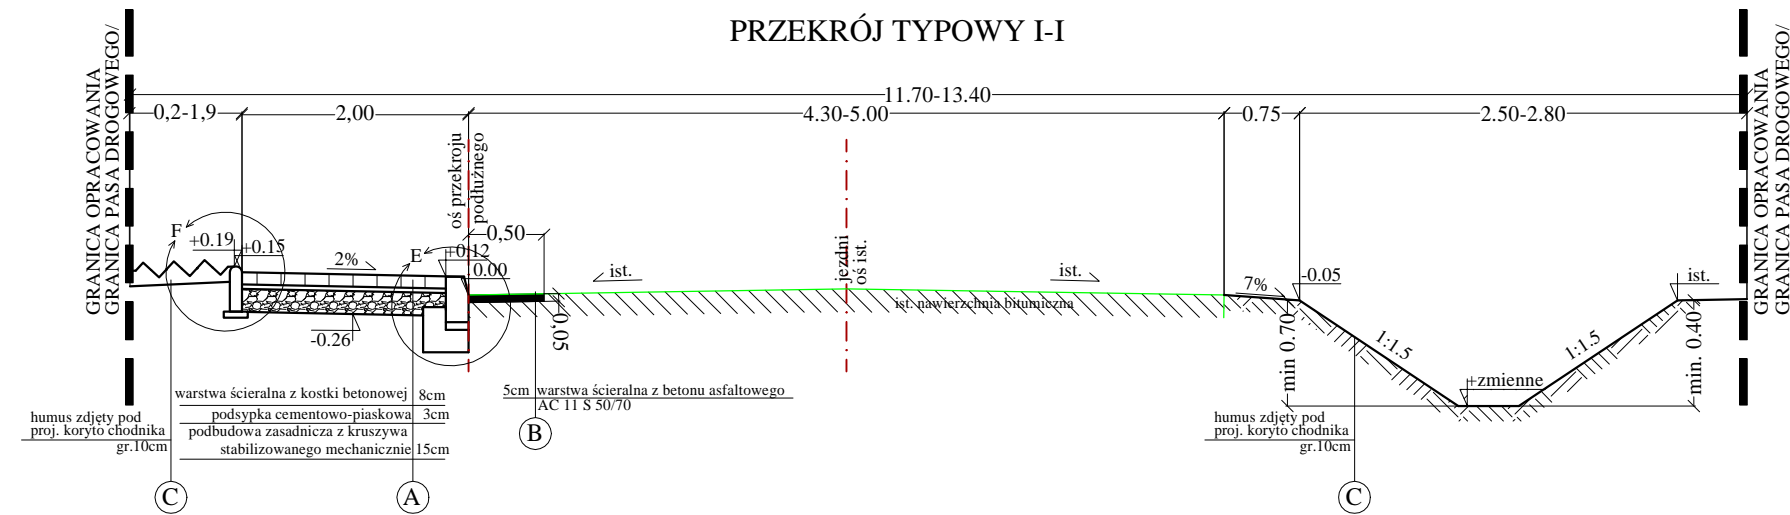 PRZEKRÓJ TYPOWY I-I
GRANICA OPRACOWANIA
GRANICA PASA DROGOWEGO/
11.70-13.40
0,2-1,9
2,00
4.30-5.00
0.75
2.50-2.80
GRANICA OPRACOWANIA
GRANICA PASA DROGOWEGO/
oś przekroju
podłużnego
0,50
F
+0.19
+0.15
2%
E
+0.12
0.00
ist.
jezdni
oś ist.
ist.
7%
-0.05
ist.
ist. nawierzchnia bitumiczna
0,05
-0.26
min 0.70
1:1.5
1:1.5
min. 0.40
+zmienne
warstwa ścieralna z kostki betonowej 8cm
podsypka cementowo-piaskowa 3cm
podbudowa zasadnicza z kruszywa
stabilizowanego mechanicznie 15cm
5cm warstwa ścieralna z betonu asfaltowego
AC 11 S 50/70
humus zdjęty pod
proj. koryto chodnika
gr.10cm
humus zdjęty pod
proj. koryto chodnika
gr.10cm
B
C
A
C